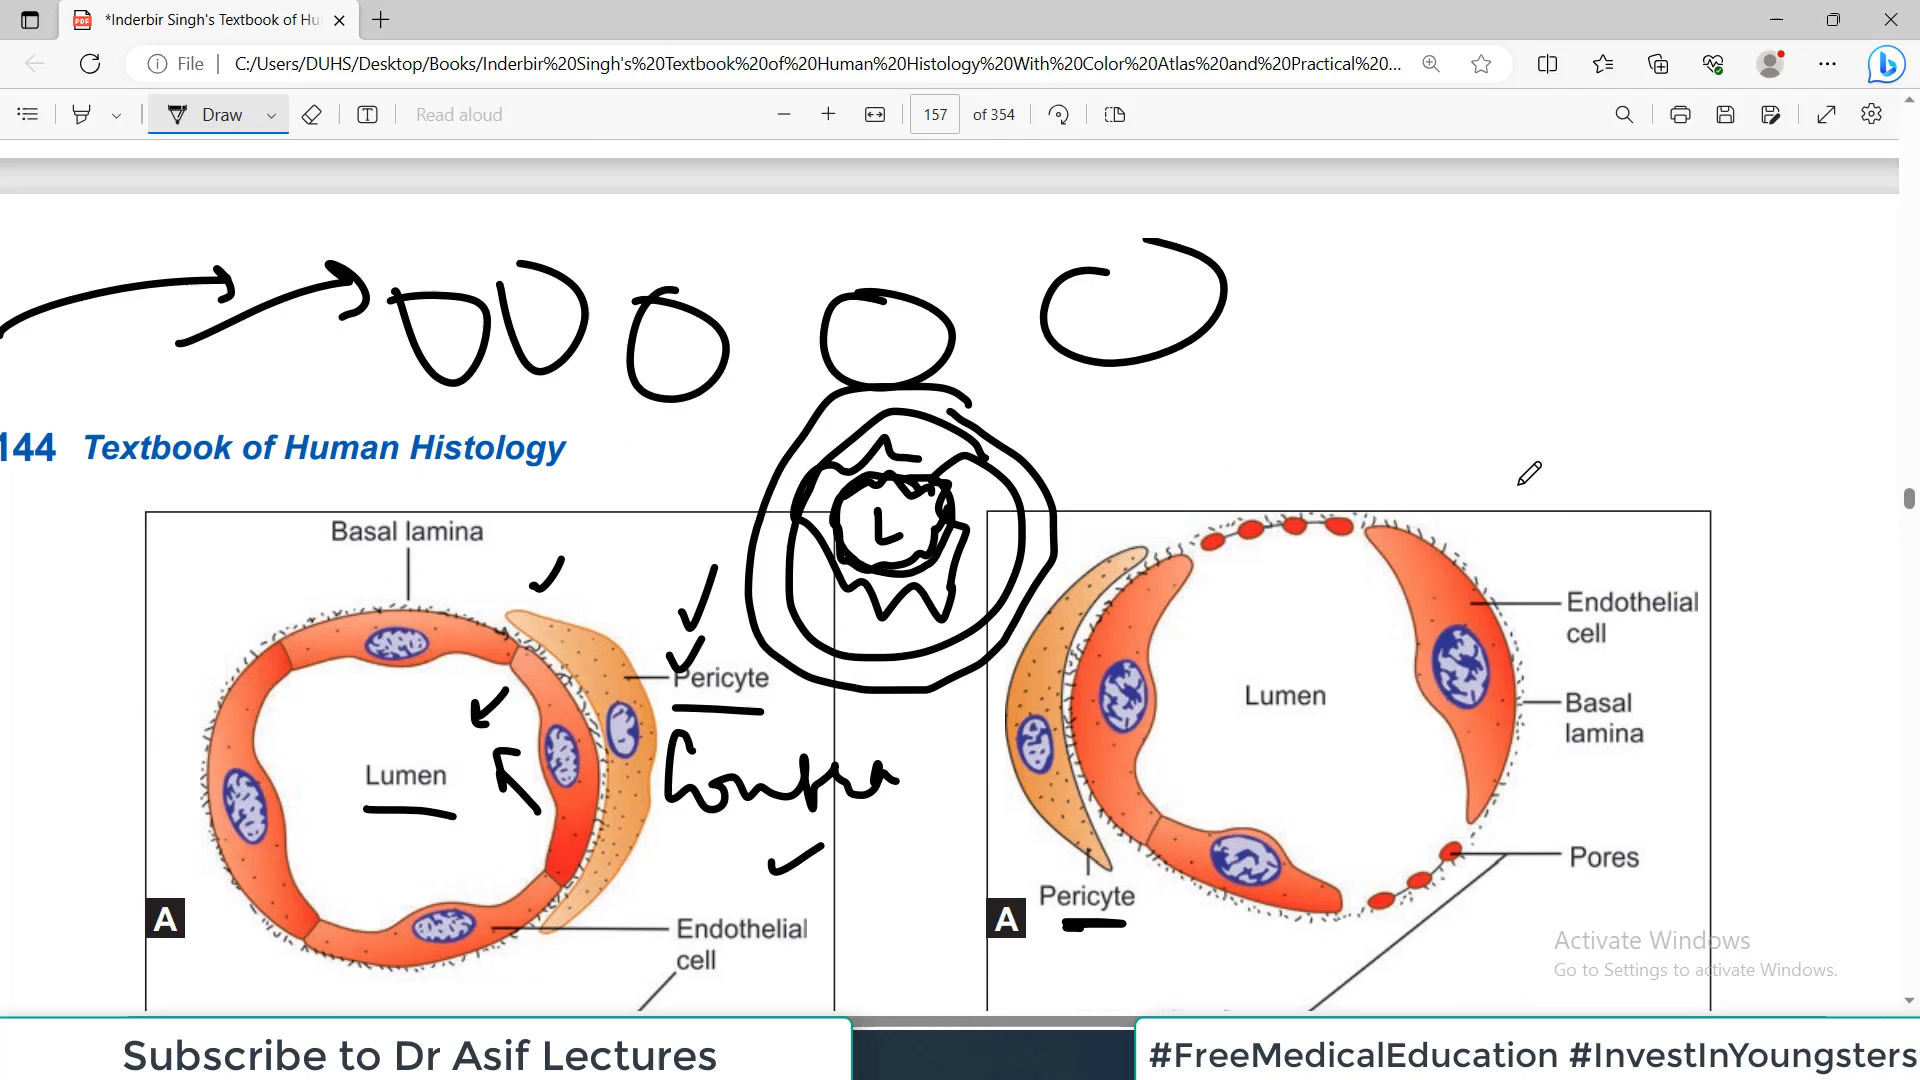 *Inderbir Singh's Textbook of Hu
File
C:/Users/DUHS/Desktop/Books/Inderbir%20Singh's%20Textbook%20of%20Human%20Histology%20With%20Color%20Atlas%20and%20Practical%20...
Draw
Read aloud
157 of 354
144 Textbook of Human Histology
L
Basal lamina
Pericyte
Lumen
Endothelial
cell
A
Endothelial
cell
Lumen
Basal
lamina
Pores
Pericyte
A
Activate Windows
Go to Settings to activate Windows.
Subscribe to Dr Asif Lectures
#FreeMedicalEducation #InvestInYoungsters